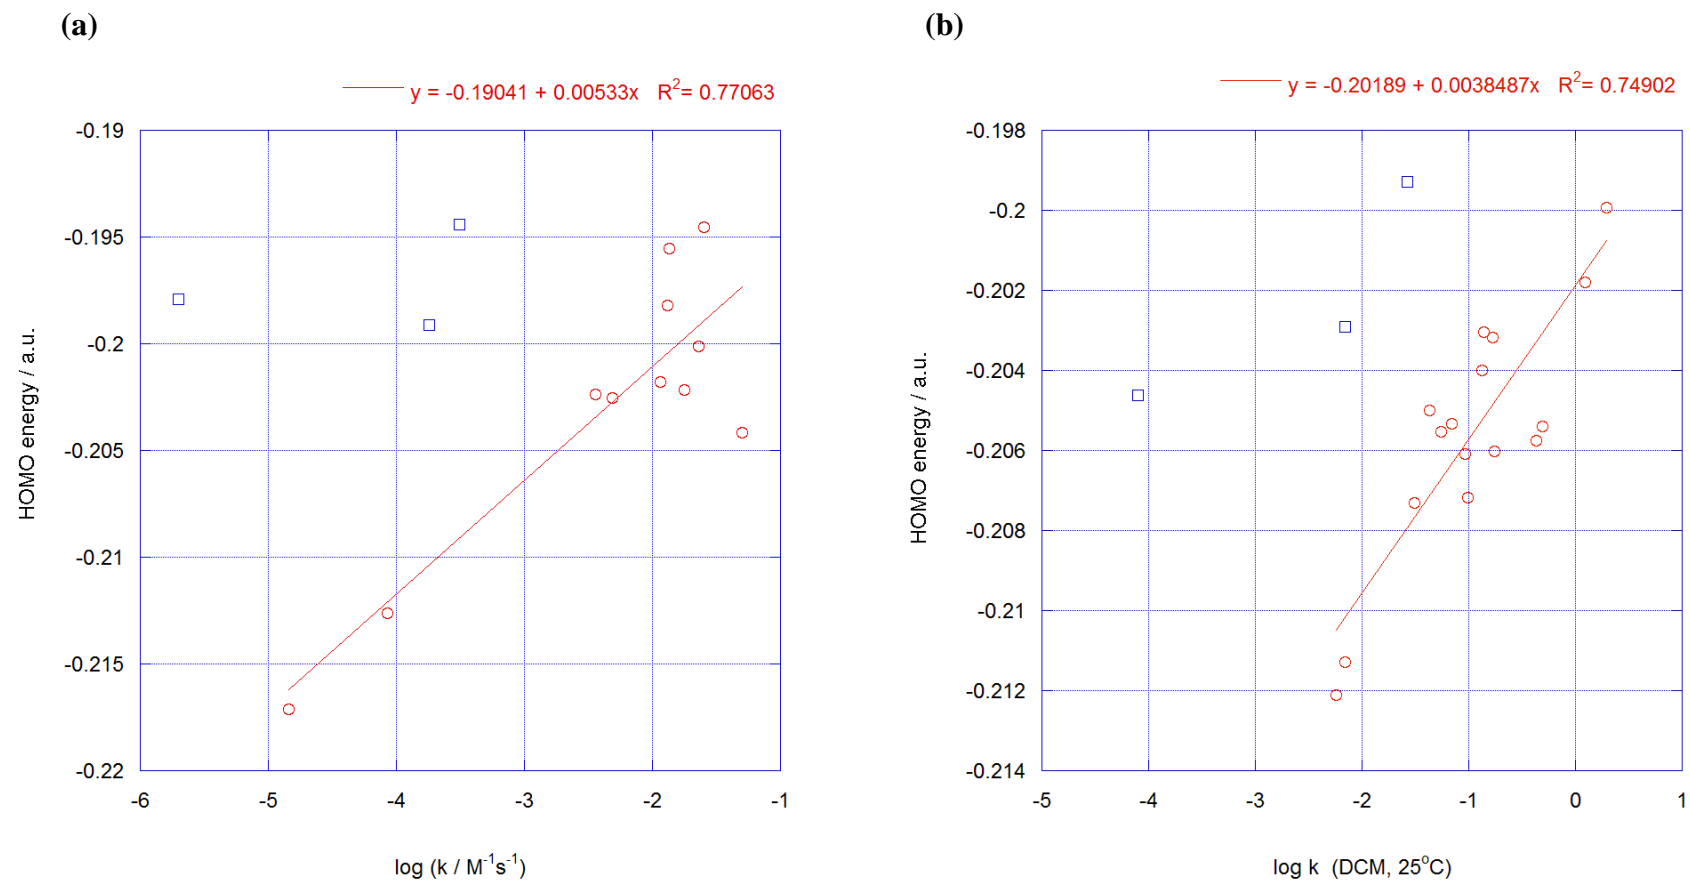 (a)
y = -0.19041 + 0.00533x R²= 0.77063
-0.19
-0.195
-0.2
-0.205
-0.21
-0.215
-0.22
HOMO energy / a.u.
-6 -5 -4 -3 -2 -1
log (k / M⁻¹s⁻¹)
(b)
y = -0.20189 + 0.0038487x R²= 0.74902
-0.198
-0.2
-0.202
-0.204
-0.206
-0.208
-0.21
-0.212
-0.214
HOMO energy / a.u.
-5 -4 -3 -2 -1 0 1
log k (DCM, 25°C)